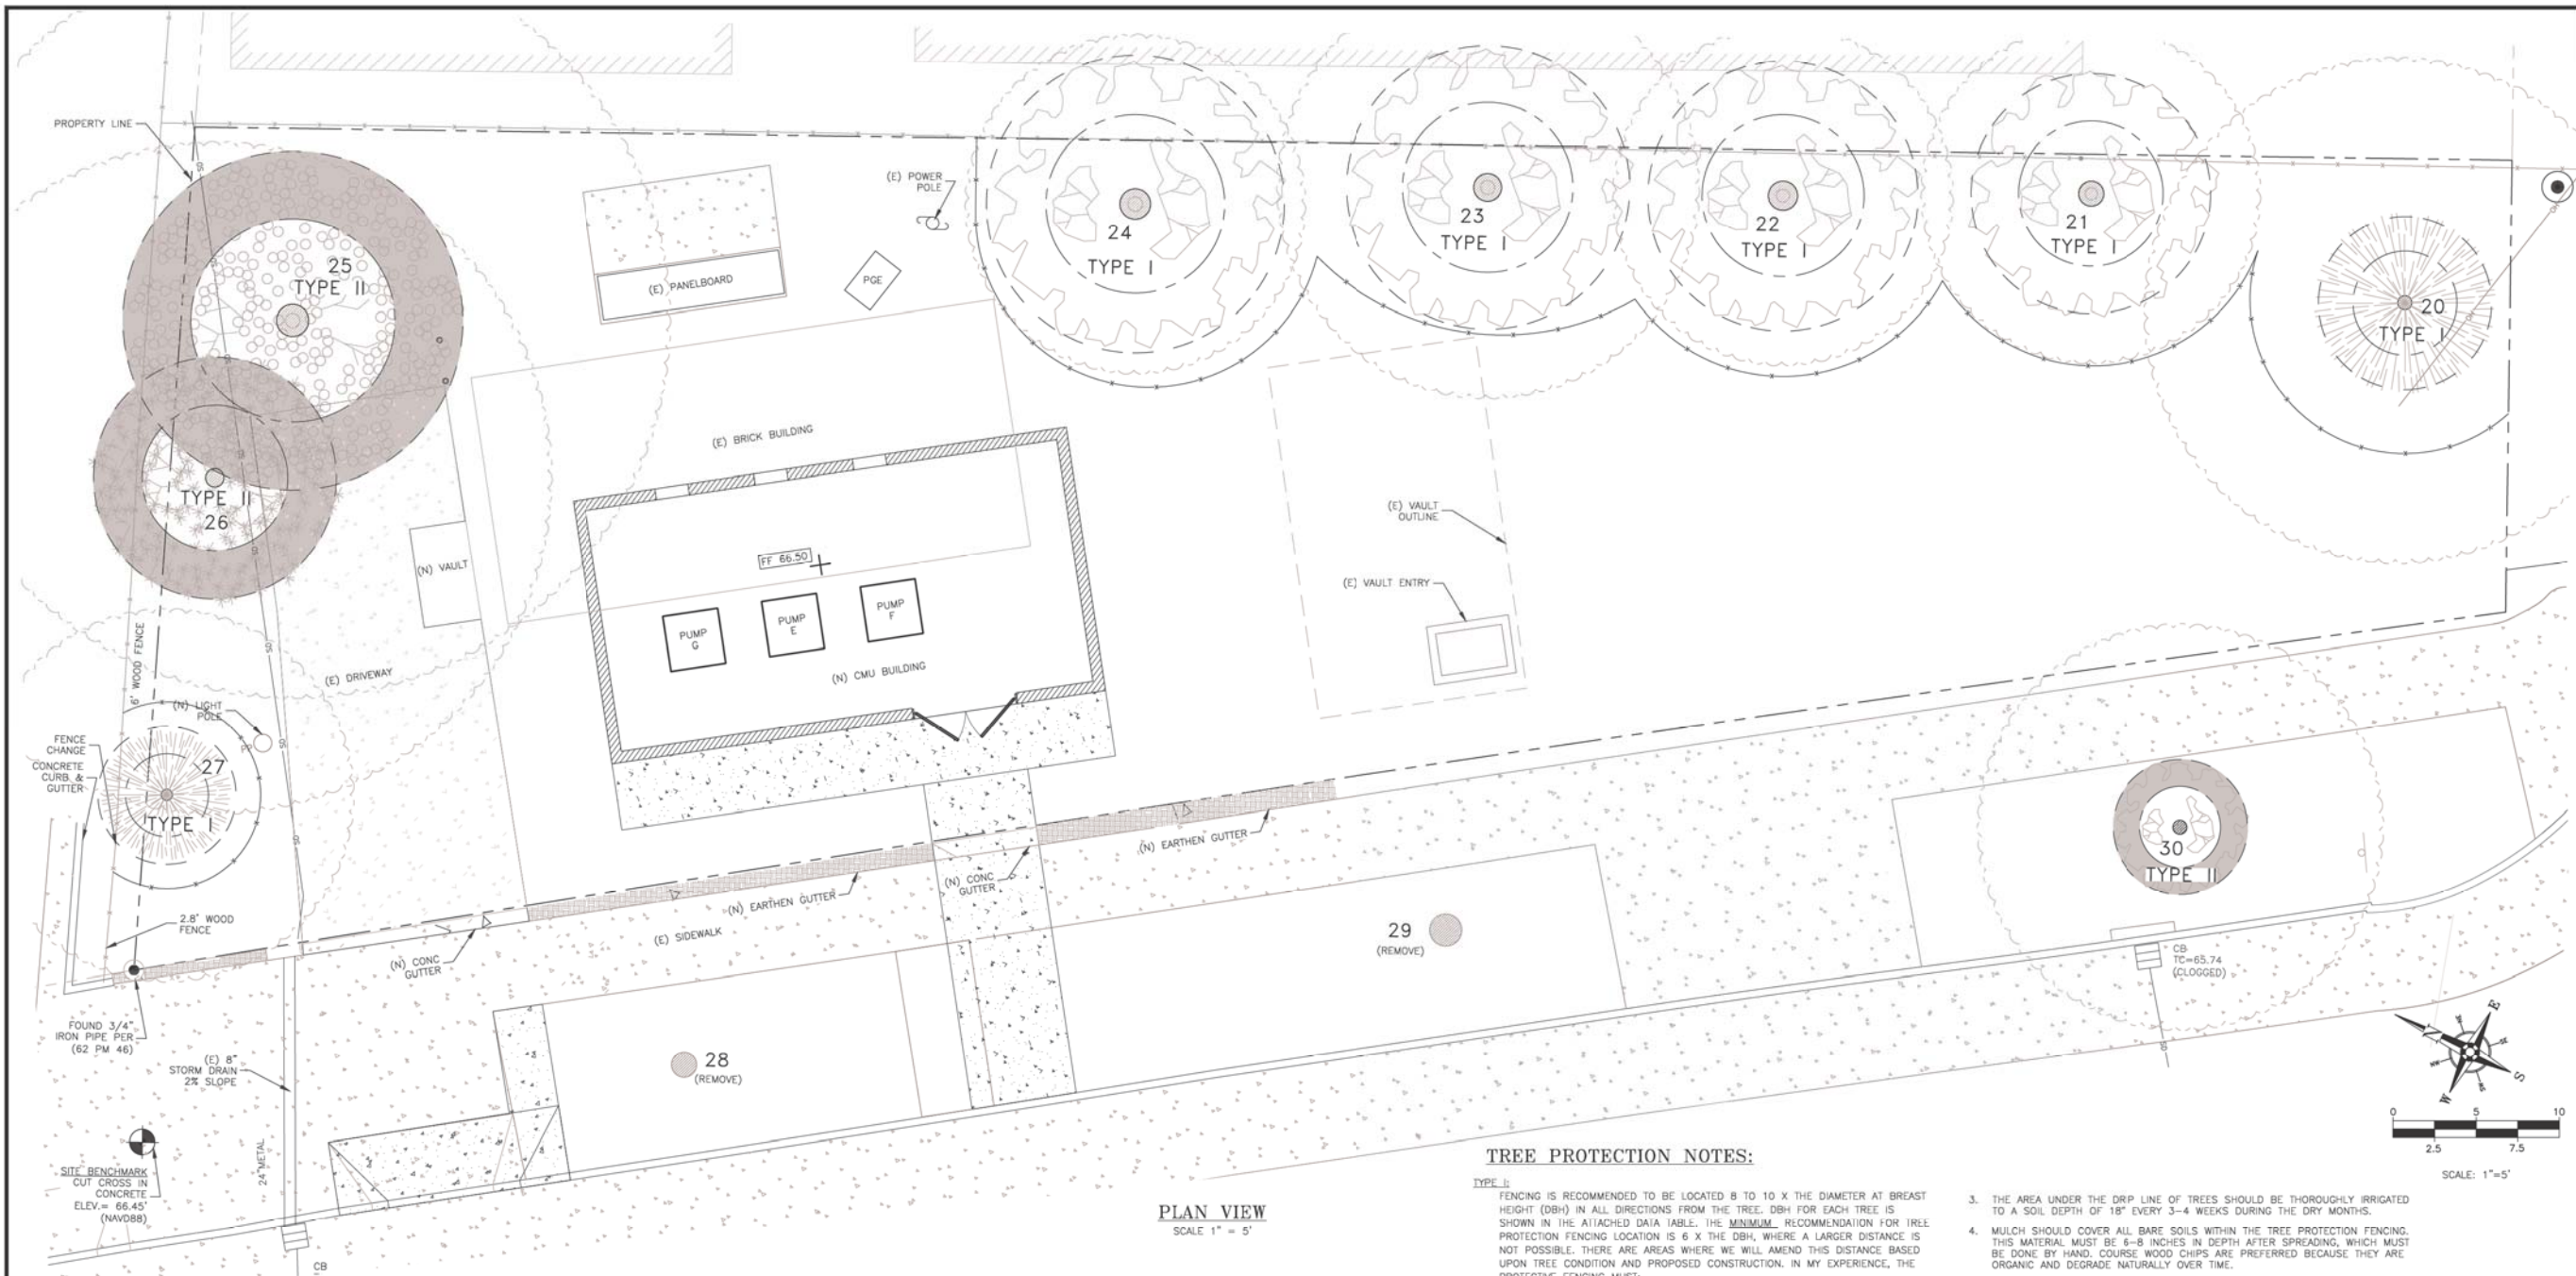 PROPERTY LINE
(E) POWER
POLE
24
TYPE I
23
TYPE I
22
TYPE I
21
TYPE I
20
TYPE I
25
TYPE II
(E) PANELBOARD
PGE
(E) BRICK BUILDING
TYPE II
26
(N) VAULT
FF 66.50
(E) VAULT
OUTLINE
(E) VAULT ENTRY
PUMP
G
PUMP
E
PUMP
F
(N) CMU BUILDING
6' WOOD FENCE
(E) DRIVEWAY
(N) LIGHT
POLE
PP
FENCE
CHANGE
CONCRETE
CURB &
GUTTER
27
TYPE I
2.8' WOOD
FENCE
(N) EARTHEN GUTTER
(N) CONC
GUTTER
(N) EARTHEN GUTTER
(E) SIDEWALK
(N) CONC
GUTTER
29
(REMOVE)
30
TYPE II
CB
TC=65.74
(CLOGGED)
FOUND 3/4"
IRON PIPE PER
(62 PM 46)
(E) 8"
STORM DRAIN
2% SLOPE
28
(REMOVE)
24" METAL
SITE BENCHMARK
CUT CROSS IN
CONCRETE
ELEV.= 66.45'
(NAVD88)
CB
N
E
S
W
0 5 10
2.5 7.5
SCALE: 1"=5'
PLAN VIEW
SCALE 1" = 5'
TREE PROTECTION NOTES:
TYPE I:
FENCING IS RECOMMENDED TO BE LOCATED 8 TO 10 X THE DIAMETER AT BREAST
HEIGHT (DBH) IN ALL DIRECTIONS FROM THE TREE. DBH FOR EACH TREE IS
SHOWN IN THE ATTACHED DATA TABLE. THE MINIMUM RECOMMENDATION FOR TREE
PROTECTION FENCING LOCATION IS 6 X THE DBH, WHERE A LARGER DISTANCE IS
NOT POSSIBLE. THERE ARE AREAS WHERE WE WILL AMEND THIS DISTANCE BASED
UPON TREE CONDITION AND PROPOSED CONSTRUCTION. IN MY EXPERIENCE, THE
PROTECTIVE FENCING MUST:
3. THE AREA UNDER THE DRP LINE OF TREES SHOULD BE THOROUGHLY IRRIGATED
TO A SOIL DEPTH OF 18" EVERY 3-4 WEEKS DURING THE DRY MONTHS.
4. MULCH SHOULD COVER ALL BARE SOILS WITHIN THE TREE PROTECTION FENCING.
THIS MATERIAL MUST BE 6-8 INCHES IN DEPTH AFTER SPREADING, WHICH MUST
BE DONE BY HAND. COURSE WOOD CHIPS ARE PREFERRED BECAUSE THEY ARE
ORGANIC AND DEGRADE NATURALLY OVER TIME.